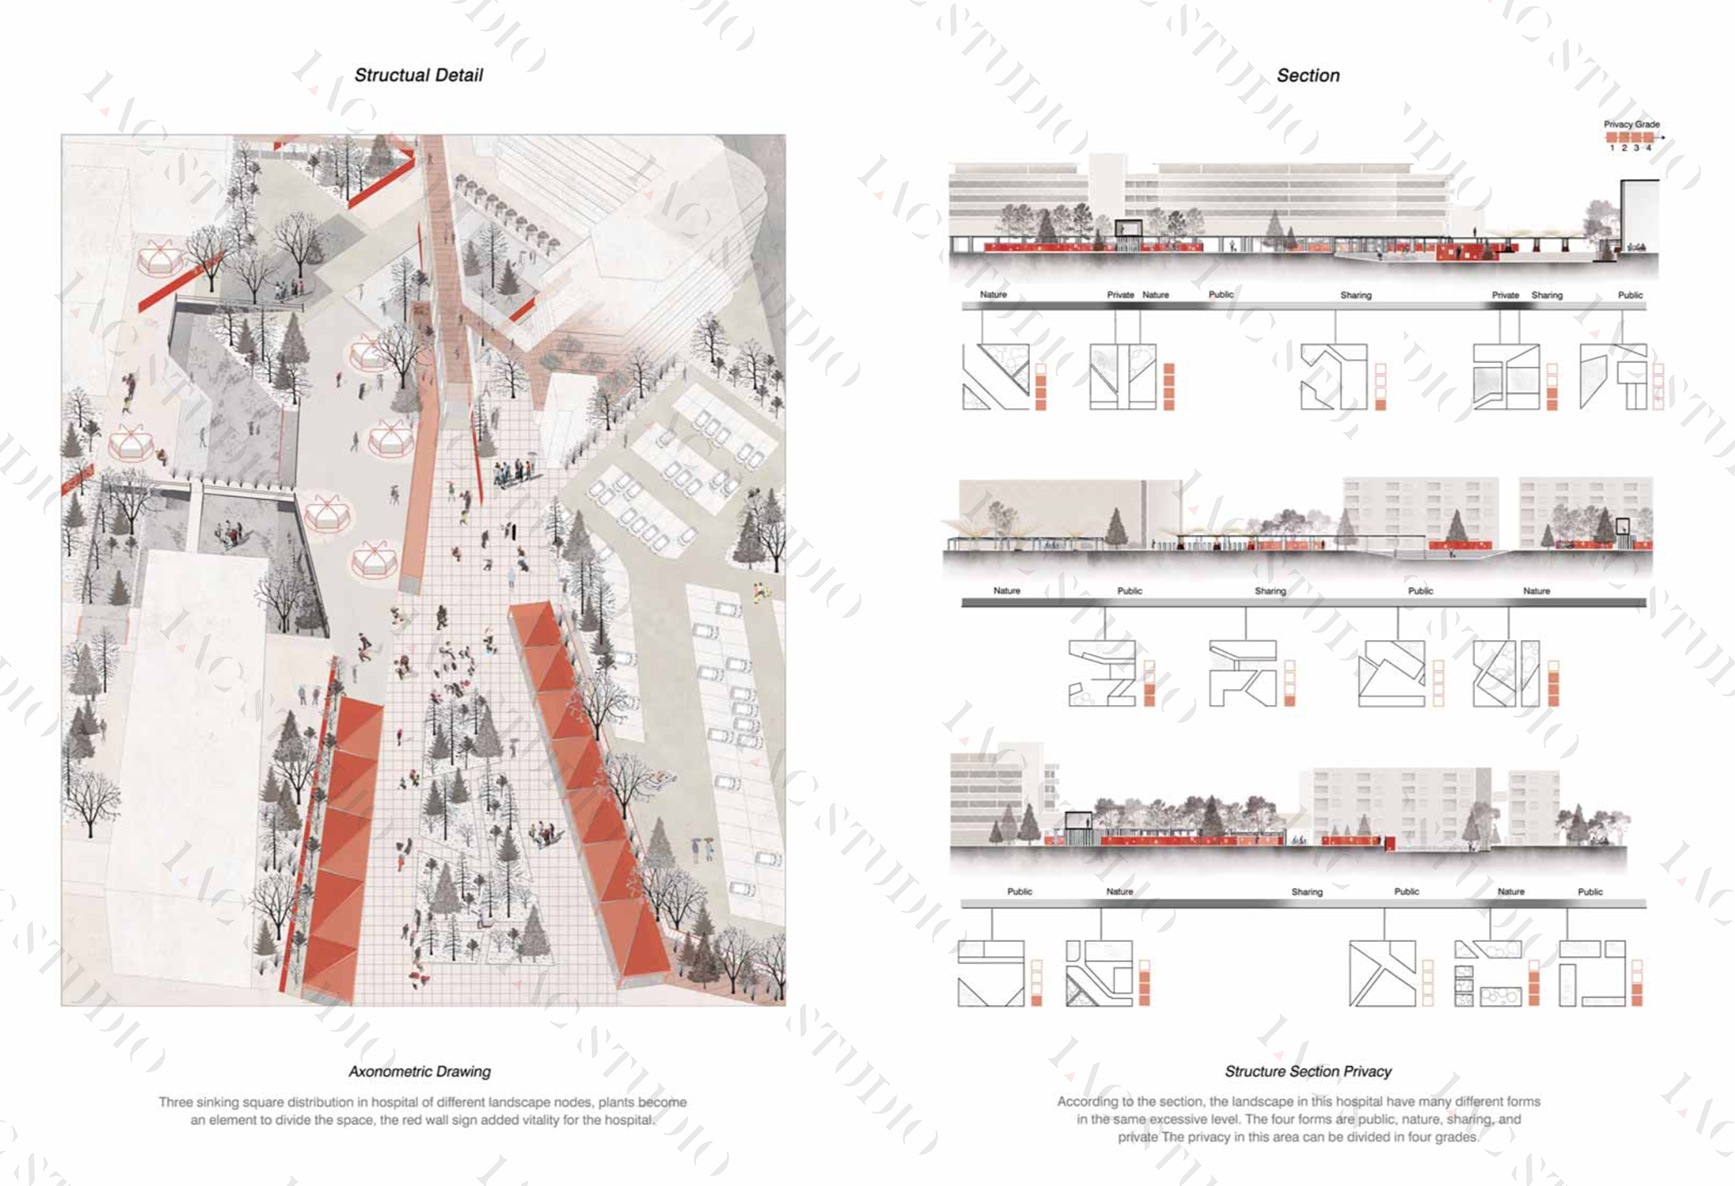 Structual Detail
Section
Privacy Grade
1 2 3 4
Nature Private Nature Public Sharing Private Sharing Public
Nature Public Sharing Public Nature
Public Nature Sharing Public Nature Public
Axonometric Drawing
Three sinking square distribution in hospital of different landscape nodes, plants become
an element to divide the space, the red wall sign added vitality for the hospital.
Structure Section Privacy
According to the section, the landscape in this hospital have many different forms
in the same excessive level. The four forms are public, nature, sharing, and
private The privacy in this area can be divided in four grades.
LAC STUDIO